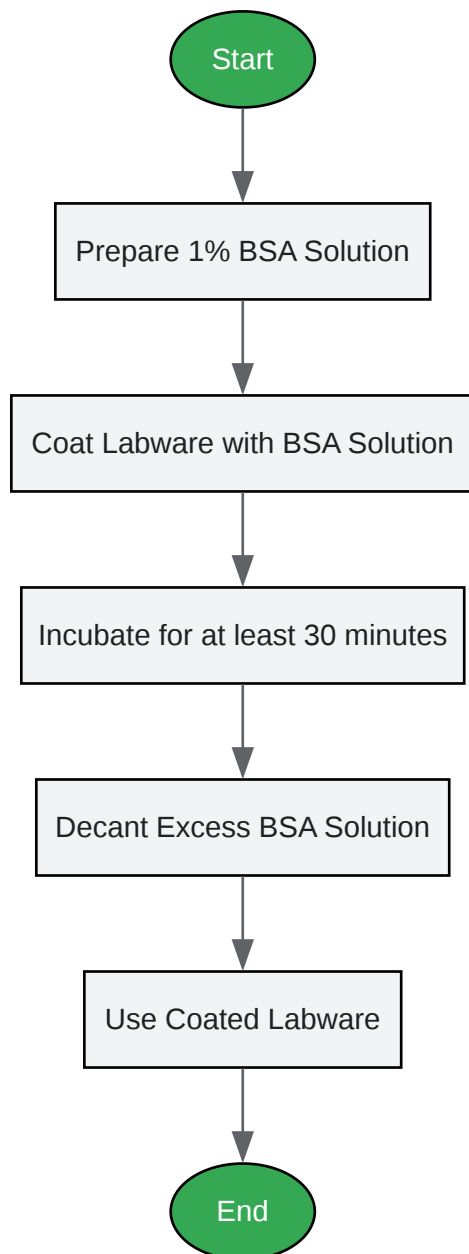 Start
Prepare 1% BSA Solution
Coat Labware with BSA Solution
Incubate for at least 30 minutes
Decant Excess BSA Solution
Use Coated Labware
End